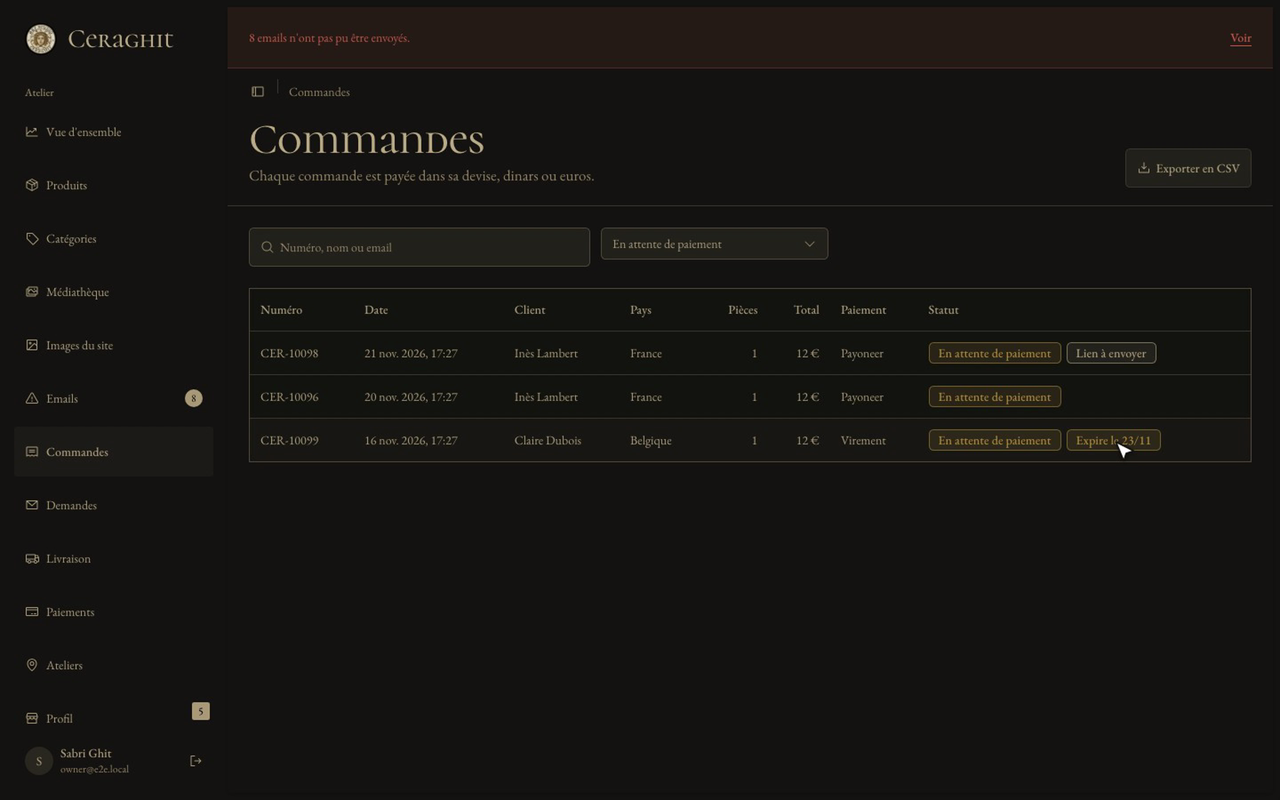 Ceraghit
8 emails n'ont pas pu être envoyés.
Voir
Atelier
Vue d'ensemble
Produits
Catégories
Médiathèque
Images du site
Emails
8
Commandes
Demandes
Livraison
Paiements
Ateliers
Profil
5
S
Sabri Ghit
owner@e2e.local
Commandes
Commandes
Chaque commande est payée dans sa devise, dinars ou euros.
Exporter en CSV
Numéro, nom ou email
En attente de paiement
Numéro Date Client Pays Pièces Total Paiement Statut
CER-10098 21 nov. 2026, 17:27 Inès Lambert France 1 12 € Payoneer En attente de paiement Lien à envoyer
CER-10096 20 nov. 2026, 17:27 Inès Lambert France 1 12 € Payoneer En attente de paiement
CER-10099 16 nov. 2026, 17:27 Claire Dubois Belgique 1 12 € Virement En attente de paiement Expire le 23/11